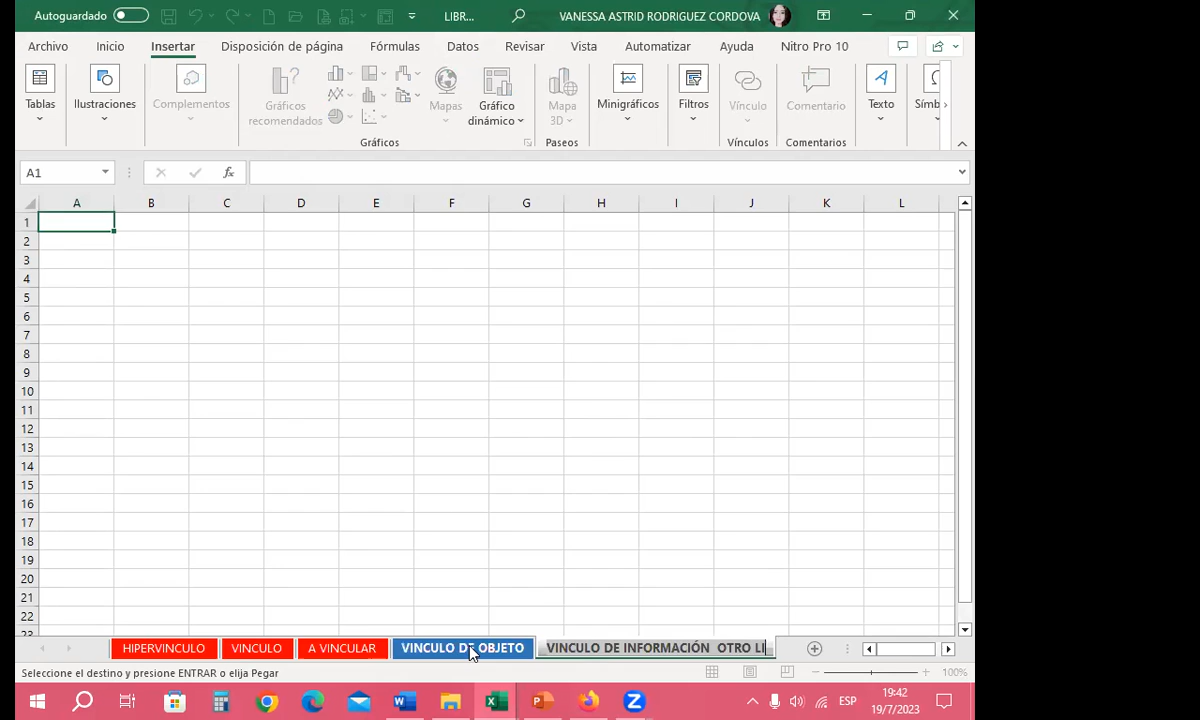 Autoguardado LIBR... VANESSA ASTRID RODRIGUEZ CORDOVA
Archivo Inicio Insertar Disposición de página Fórmulas Datos Revisar Vista Automatizar Ayuda Nitro Pro 10
Tablas
Ilustraciones
Complementos
Gráficos recomendados
Mapas
Gráfico dinámico
Mapa 3D
Minigráficos
Filtros
Vínculo
Comentario
Texto
Símb
Gráficos Paseos Vínculos Comentarios
A1 fx
A B C D E F G H I J K L
1
2
3
4
5
6
7
8
9
10
11
12
13
14
15
16
17
18
19
20
21
22
23
HIPERVINCULO VINCULO A VINCULAR VINCULO DE OBJETO VINCULO DE INFORMACIÓN  OTRO LI
Seleccione el destino y presione ENTRAR o elija Pegar 100%
ESP 19:42
19/7/2023